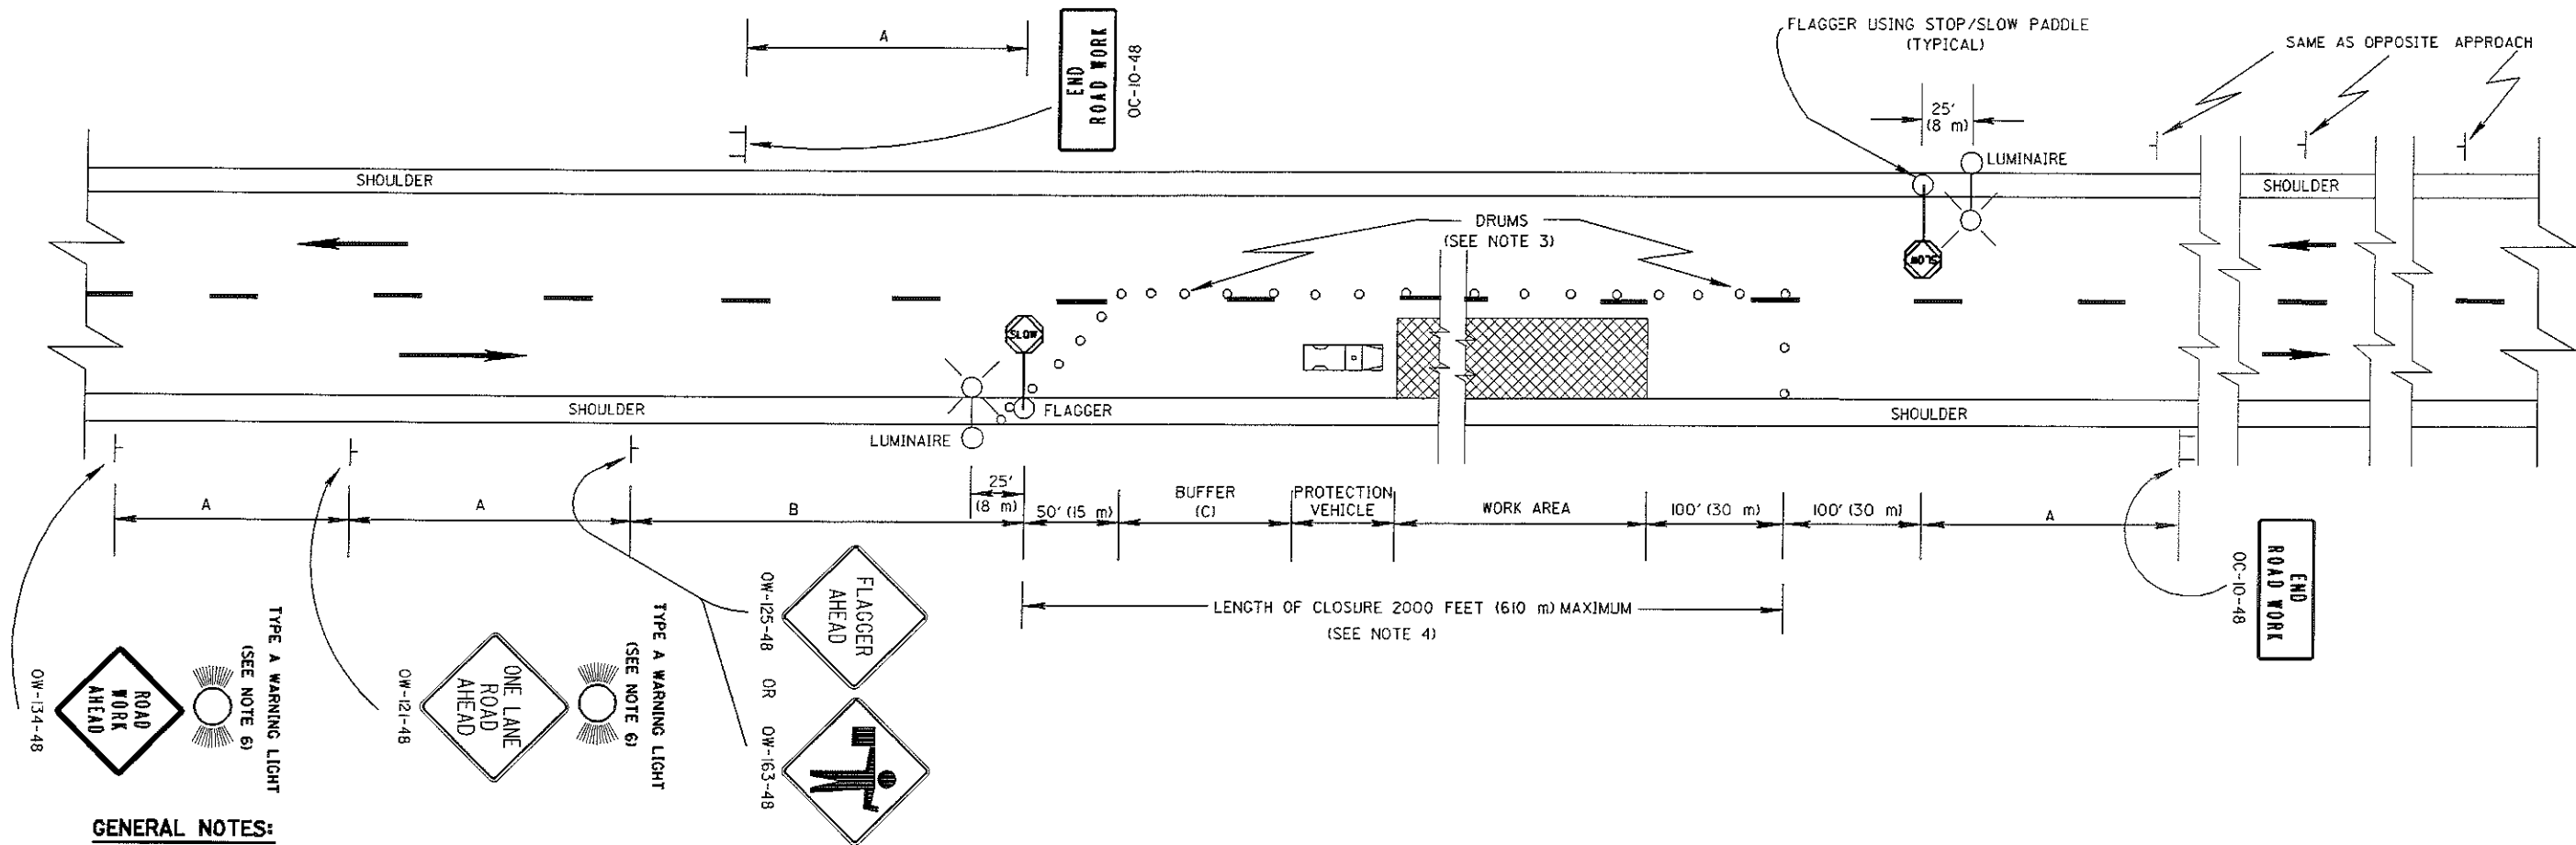 A
END
ROAD WORK
OC-10-48
FLAGGER USING STOP/SLOW PADDLE
(TYPICAL)
SAME AS OPPOSITE APPROACH
25'
(8 m)
LUMINAIRE
SHOULDER
SHOULDER
DRUMS
(SEE NOTE 3)
SLOW
SLOW
SHOULDER
FLAGGER
SHOULDER
LUMINAIRE
A
A
B
25'
(8 m)
50' (15 m)
BUFFER
(C)
PROTECTION
VEHICLE
WORK AREA
100' (30 m)
100' (30 m)
A
END
ROAD WORK
OC-10-48
LENGTH OF CLOSURE 2000 FEET (610 m) MAXIMUM
(SEE NOTE 4)
FLAGGER
AHEAD
OW-125-48 OR OW-163-48
TYPE A WARNING LIGHT
(SEE NOTE 6)
ONE LANE
ROAD
AHEAD
OW-121-48
TYPE A WARNING LIGHT
(SEE NOTE 6)
ROAD
WORK
AHEAD
OW-134-48
GENERAL NOTES: